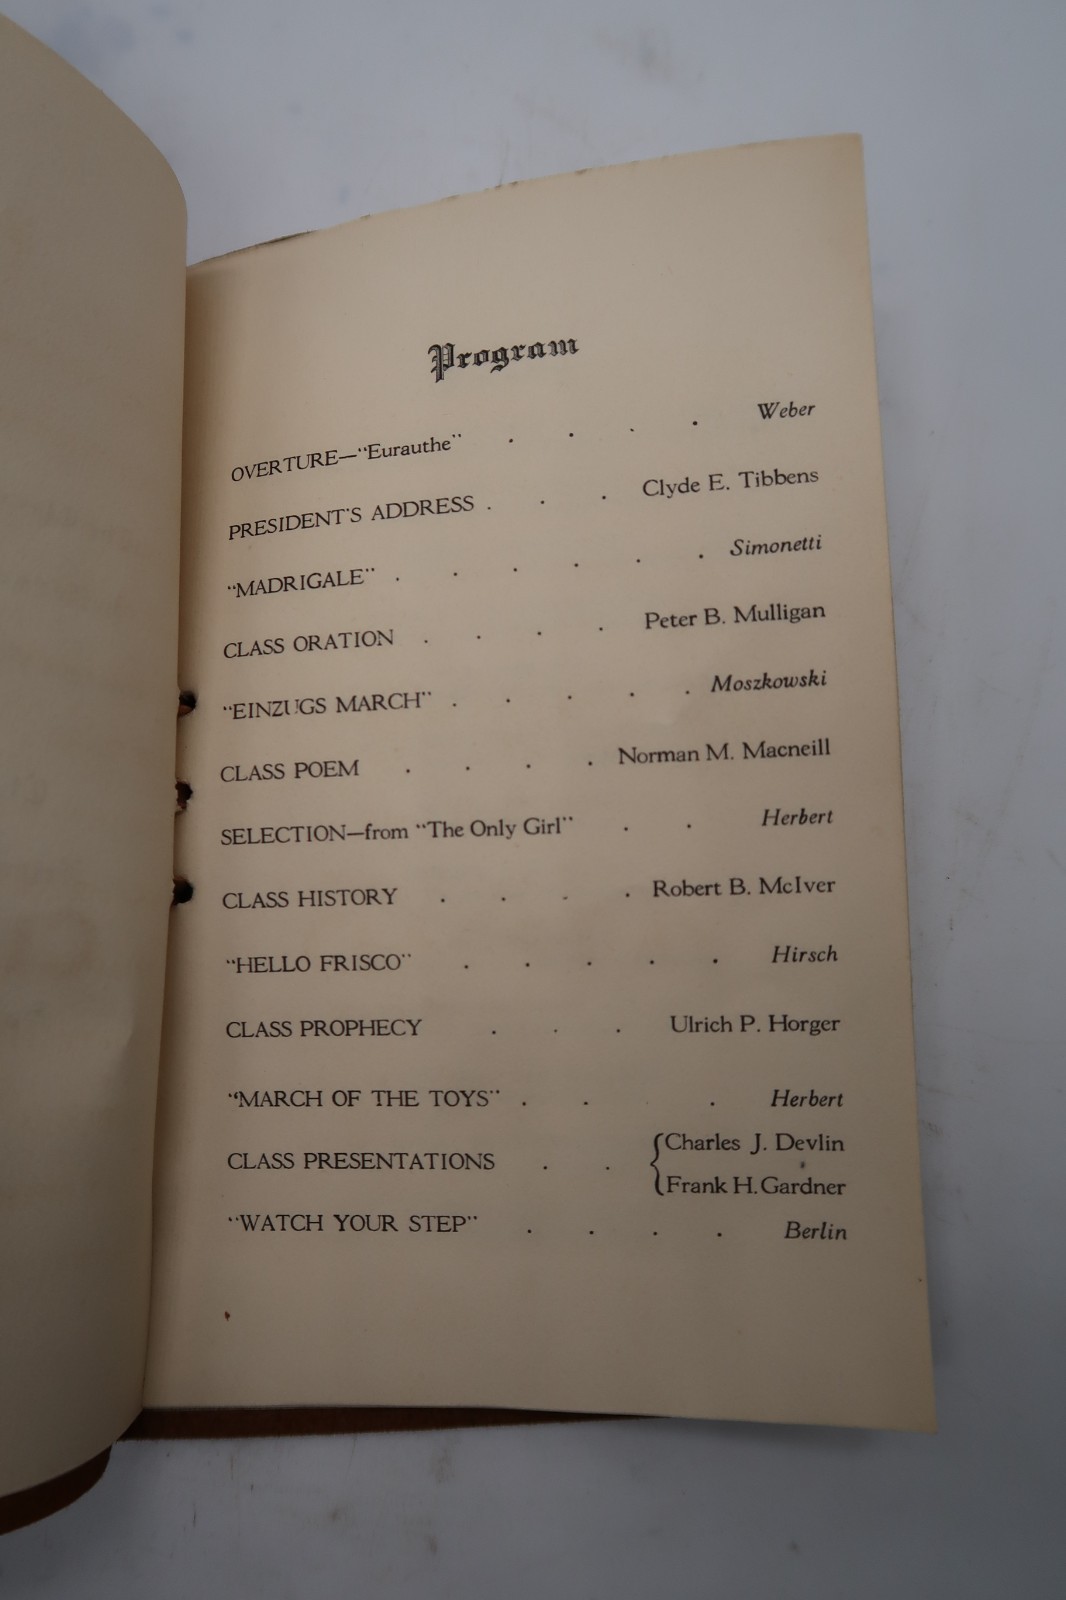 Program
OVERTURE—"Eurauthe" . . . . Weber
PRESIDENT'S ADDRESS . . . Clyde E. Tibbens
"MADRIGALE" . . . . . . Simonetti
CLASS ORATION . . . . Peter B. Mulligan
"EINZUGS MARCH" . . . . . Moszkowski
CLASS POEM . . . . Norman M. Macneill
SELECTION—from "The Only Girl" . . Herbert
CLASS HISTORY . . . . Robert B. McIver
"HELLO FRISCO" . . . . . Hirsch
CLASS PROPHECY . . . Ulrich P. Horger
"MARCH OF THE TOYS" . . . Herbert
CLASS PRESENTATIONS . . {Charles J. Devlin
Frank H. Gardner
"WATCH YOUR STEP" . . . . Berlin